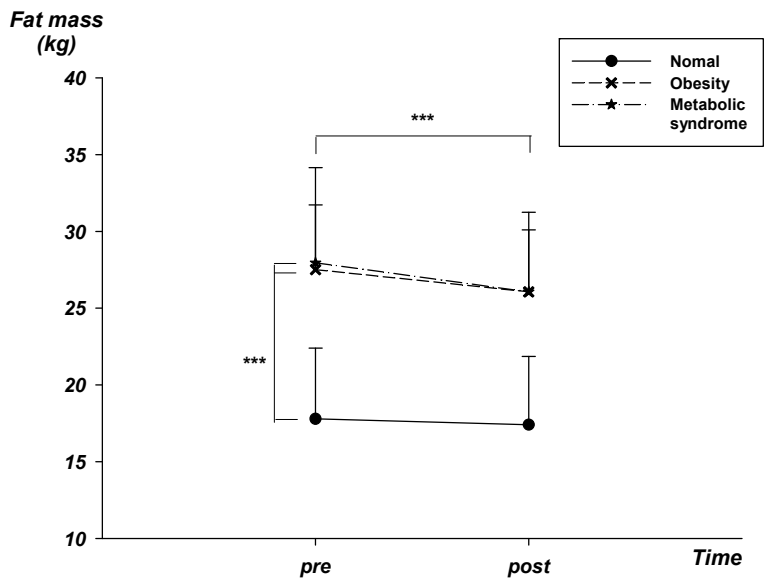 Fat mass
(kg)
Nomal
Obesity
Metabolic
syndrome
40
***
35
30
25
***
20
15
10
pre
post
Time